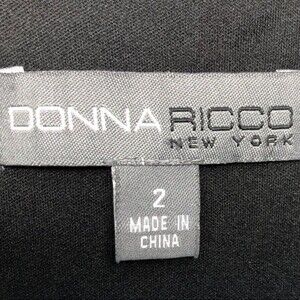 DONNA RICCO
NEW YORK
2
MADE IN
CHINA